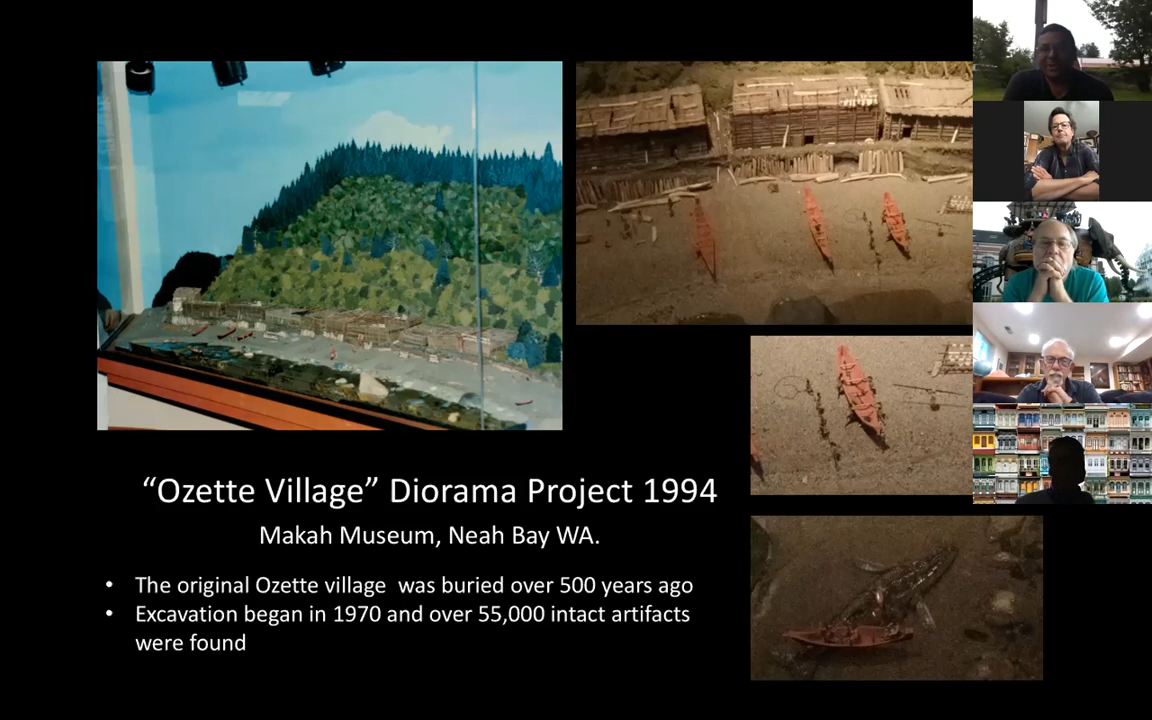 “Ozette Village” Diorama Project 1994
Makah Museum, Neah Bay WA.
• The original Ozette village  was buried over 500 years ago
• Excavation began in 1970 and over 55,000 intact artifacts
were found